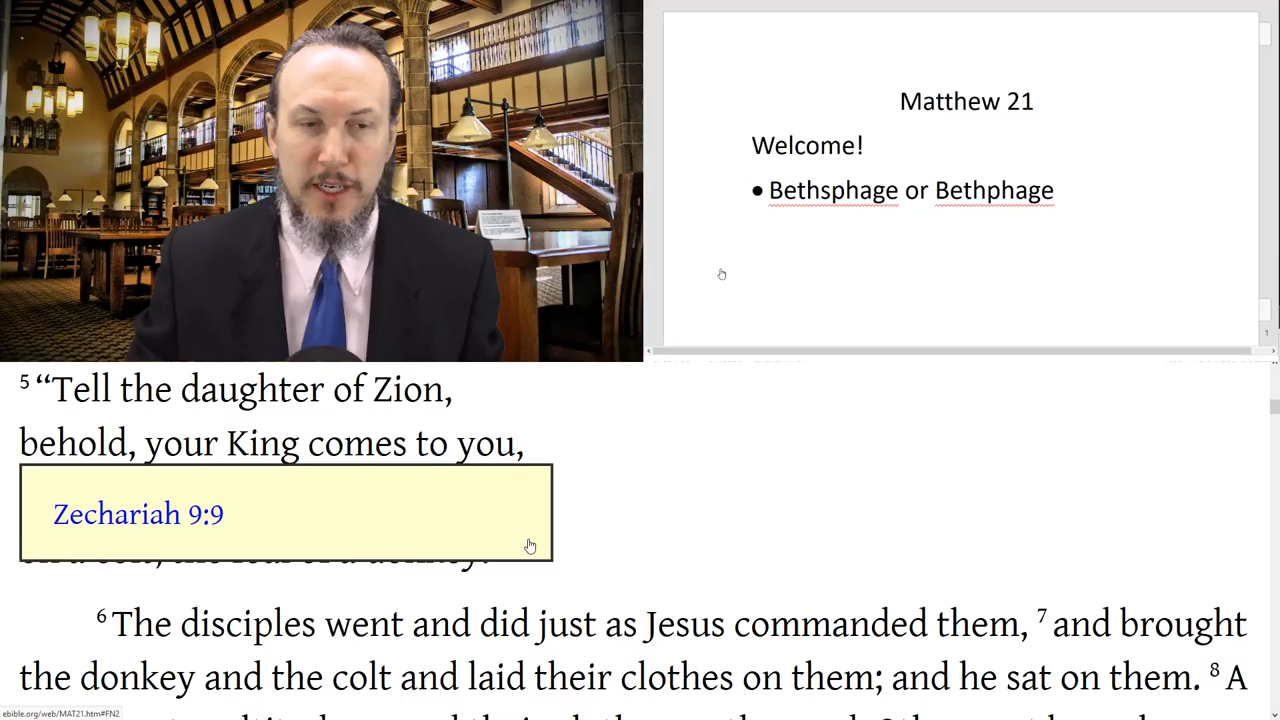 Matthew 21
Welcome!
• Bethsphage or Bethphage
1
5 “Tell the daughter of Zion,
behold, your King comes to you,
Zechariah 9:9
6 The disciples went and did just as Jesus commanded them, 7 and brought
the donkey and the colt and laid their clothes on them; and he sat on them. 8 A
ebible.org/web/MAT21.htm#FN2